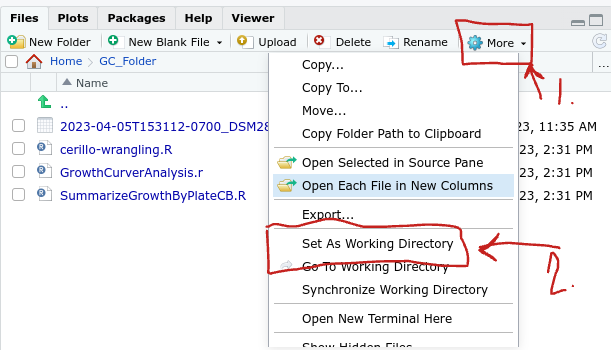 Files Plots Packages Help Viewer
New Folder New Blank File Upload Delete Rename More
Home GC_Folder ...
Name
Copy...
..
Copy To...
1.
2023-04-05T153112-0700_DSM28 Move... 23, 11:35 AM
cerillo-wrangling.R Copy Folder Path to Clipboard 23, 2:31 PM
GrowthCurverAnalysis.r Open Selected in Source Pane 23, 2:31 PM
SummarizeGrowthByPlateCB.R Open Each File in New Columns 23, 2:31 PM
Export...
Set As Working Directory
Go To Working Directory
2.
Synchronize Working Directory
Open New Terminal Here
Show Hidden Files